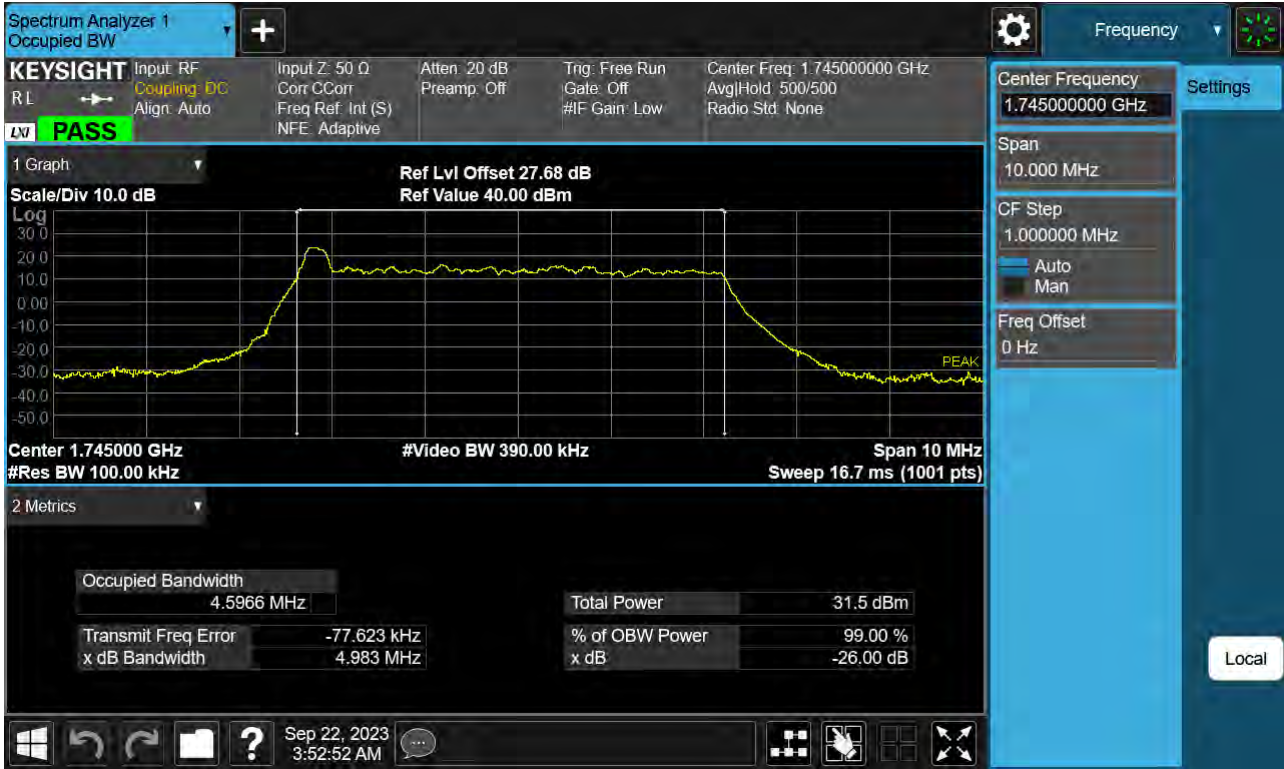 Spectrum Analyzer 1
Occupied BW
Frequency
KEYSIGHT
RL
LXI
PASS
Input: RF
Coupling: DC
Align: Auto
Input Z: 50 Ω
Corr CCorr
Freq Ref: Int (S)
NFE: Adaptive
Atten: 20 dB
Preamp: Off
Trig: Free Run
Gate: Off
#IF Gain: Low
Center Freq: 1.745000000 GHz
Avg|Hold: 500/500
Radio Std: None
1 Graph
Scale/Div 10.0 dB
Ref Lvl Offset 27.68 dB
Ref Value 40.00 dBm
Log
30.0
20.0
10.0
0.00
-10.0
-20.0
-30.0
-40.0
-50.0
PEAK
Center 1.745000 GHz
#Video BW 390.00 kHz
Span 10 MHz
#Res BW 100.00 kHz
Sweep 16.7 ms (1001 pts)
2 Metrics
Occupied Bandwidth
4.5966 MHz
Total Power 31.5 dBm
Transmit Freq Error -77.623 kHz
% of OBW Power 99.00 %
x dB Bandwidth 4.983 MHz
x dB -26.00 dB
Center Frequency
1.745000000 GHz
Settings
Span
10.000 MHz
CF Step
1.000000 MHz
Auto
Man
Freq Offset
0 Hz
Local
?
Sep 22, 2023
3:52:52 AM